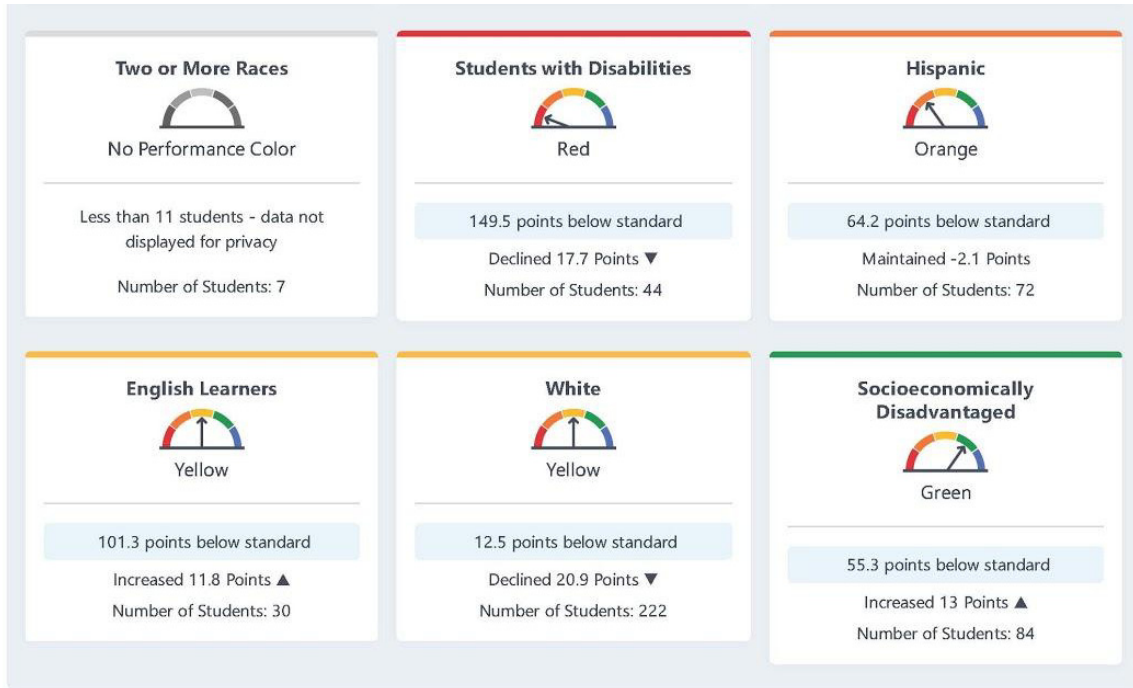 Two or More Races
No Performance Color
Less than 11 students - data not
displayed for privacy
Number of Students: 7
Students with Disabilities
Red
149.5 points below standard
Declined 17.7 Points ▼
Number of Students: 44
Hispanic
Orange
64.2 points below standard
Maintained -2.1 Points
Number of Students: 72
English Learners
Yellow
101.3 points below standard
Increased 11.8 Points ▲
Number of Students: 30
White
Yellow
12.5 points below standard
Declined 20.9 Points ▼
Number of Students: 222
Socioeconomically
Disadvantaged
Green
55.3 points below standard
Increased 13 Points ▲
Number of Students: 84